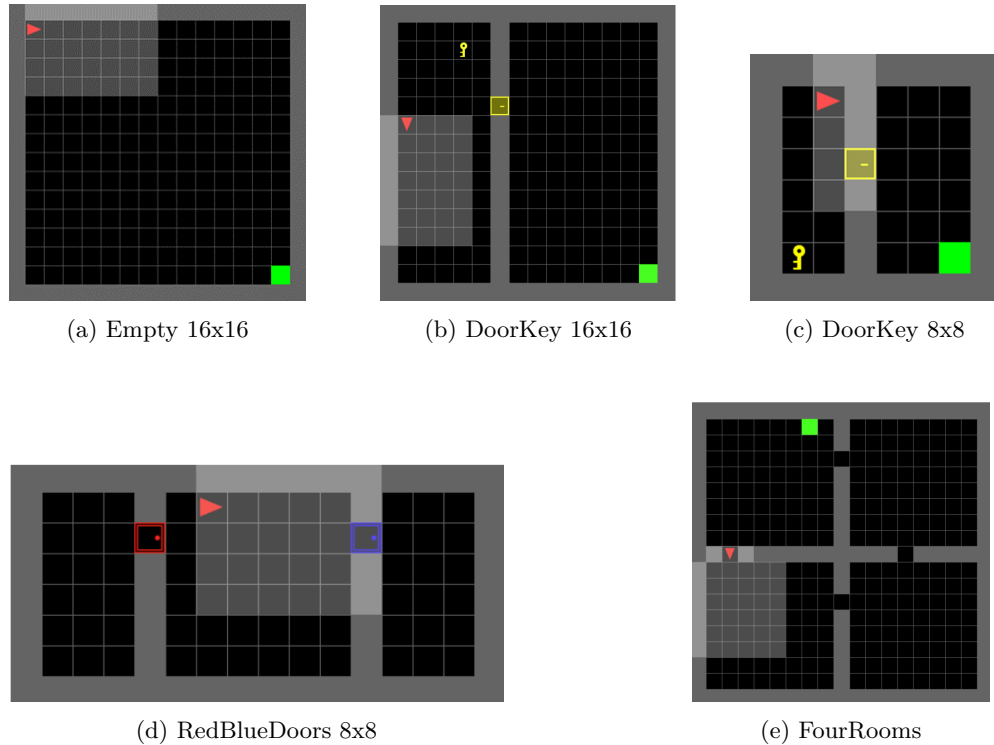 (a) Empty 16x16
(b) DoorKey 16x16
(c) DoorKey 8x8
(d) RedBlueDoors 8x8
(e) FourRooms